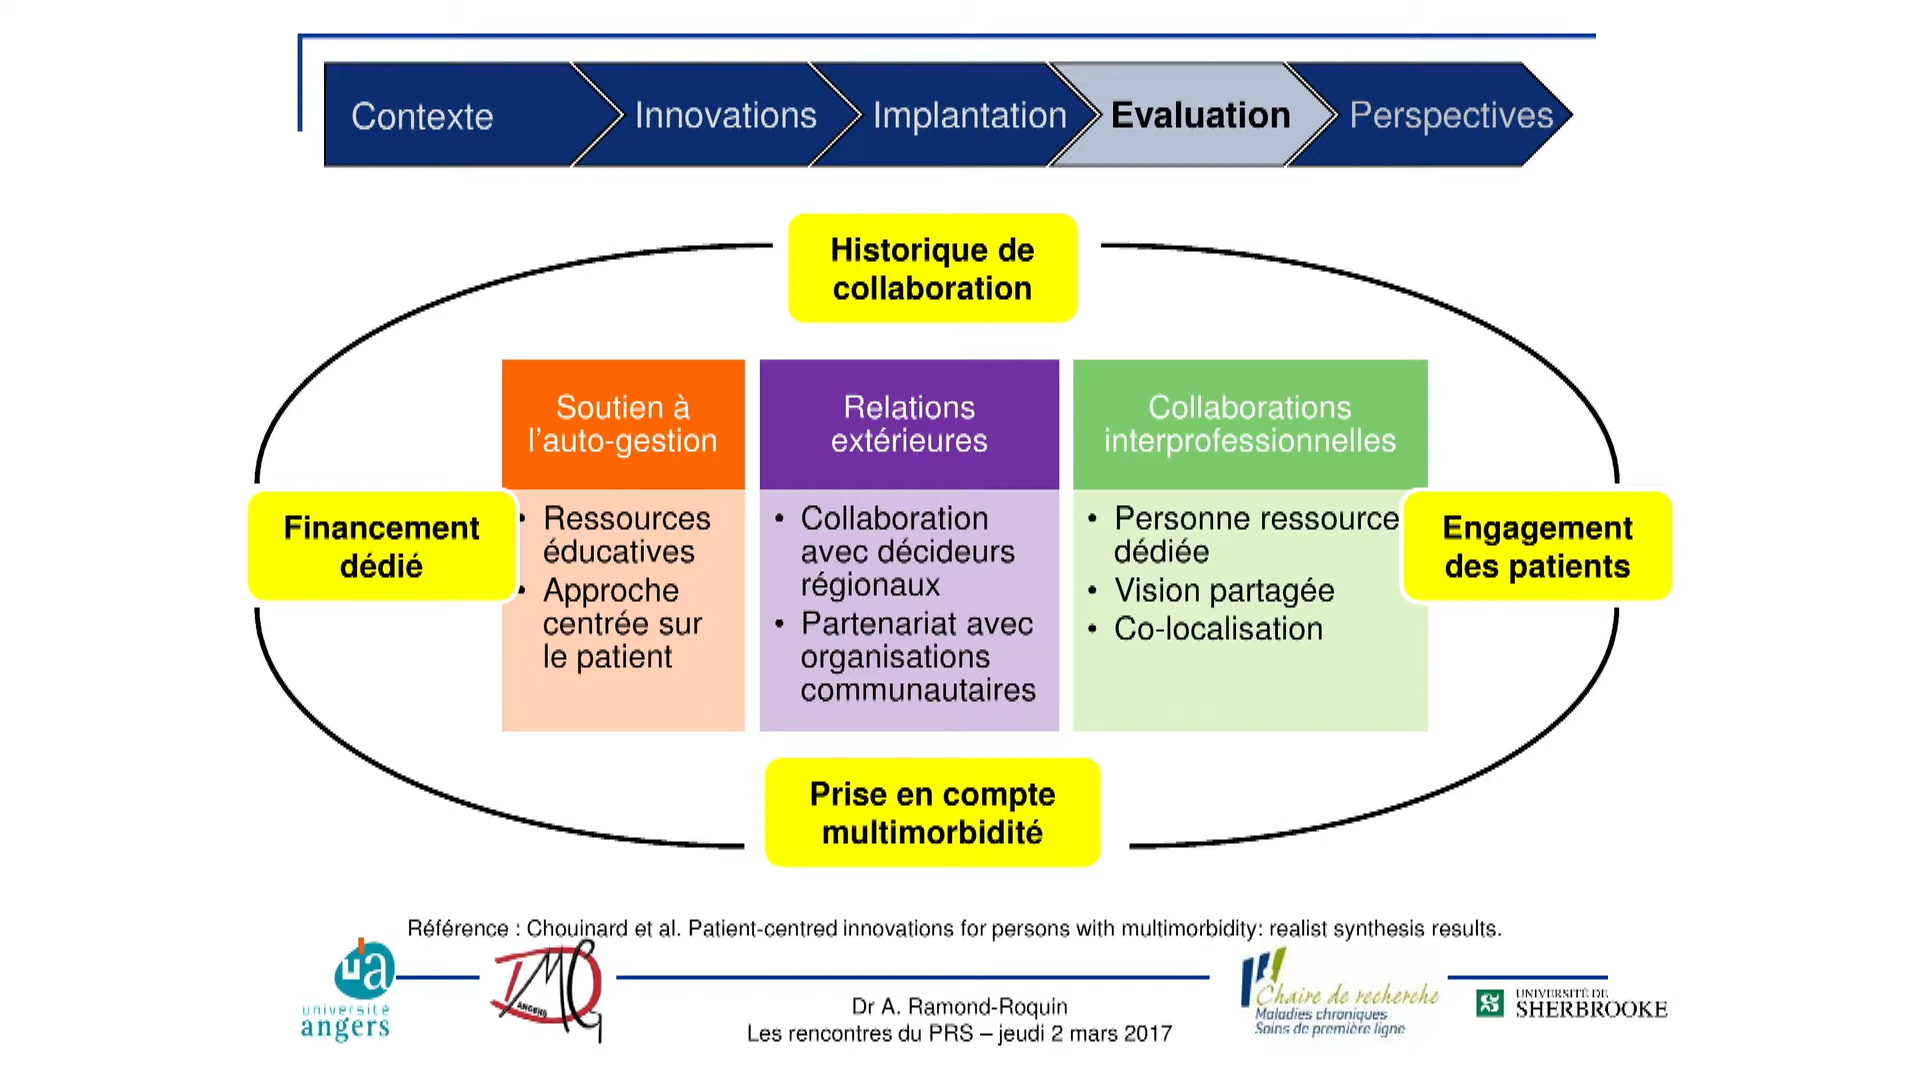 Contexte
Innovations
Implantation
Evaluation
Perspectives
Historique de
collaboration
Soutien à
l'auto-gestion
Relations
extérieures
Collaborations
interprofessionnelles
Financement
dédié
• Ressources
éducatives
• Approche
centrée sur
le patient
• Collaboration
avec décideurs
régionaux
• Partenariat avec
organisations
communautaires
• Personne ressource
dédiée
• Vision partagée
• Co-localisation
Engagement
des patients
Prise en compte
multimorbidité
Référence : Chouinard et al. Patient-centred innovations for persons with multimorbidity: realist synthesis results.
ua
université
angers
DMG
ANGERS
Dr A. Ramond-Roquin
Les rencontres du PRS – jeudi 2 mars 2017
Chaire de recherche
Maladies chroniques
Soins de première ligne
UNIVERSITÉ DE
SHERBROOKE